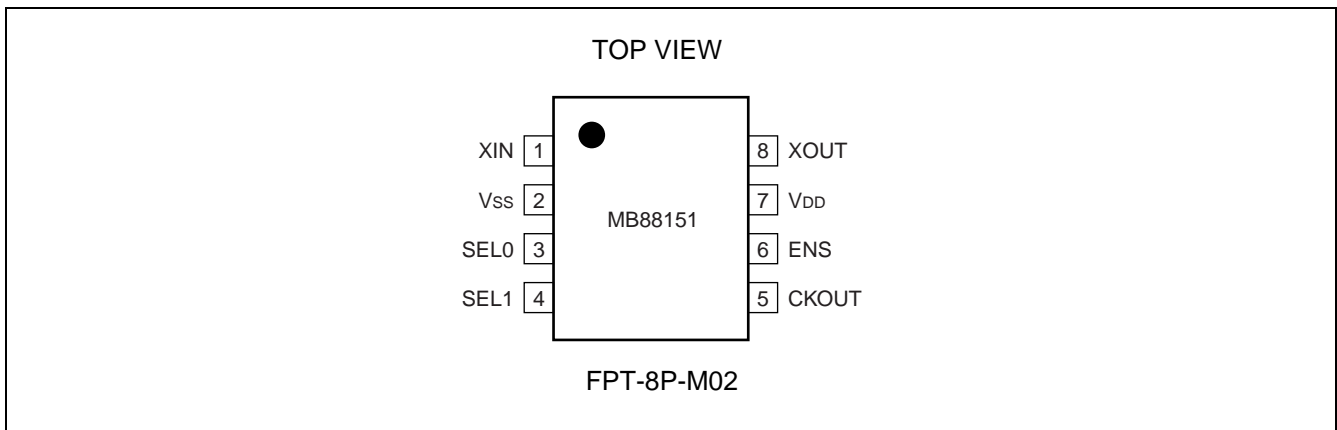 TOP VIEW
XIN 1 8 XOUT
Vss 2 7 VDD
MB88151
SEL0 3 6 ENS
SEL1 4 5 CKOUT
FPT-8P-M02